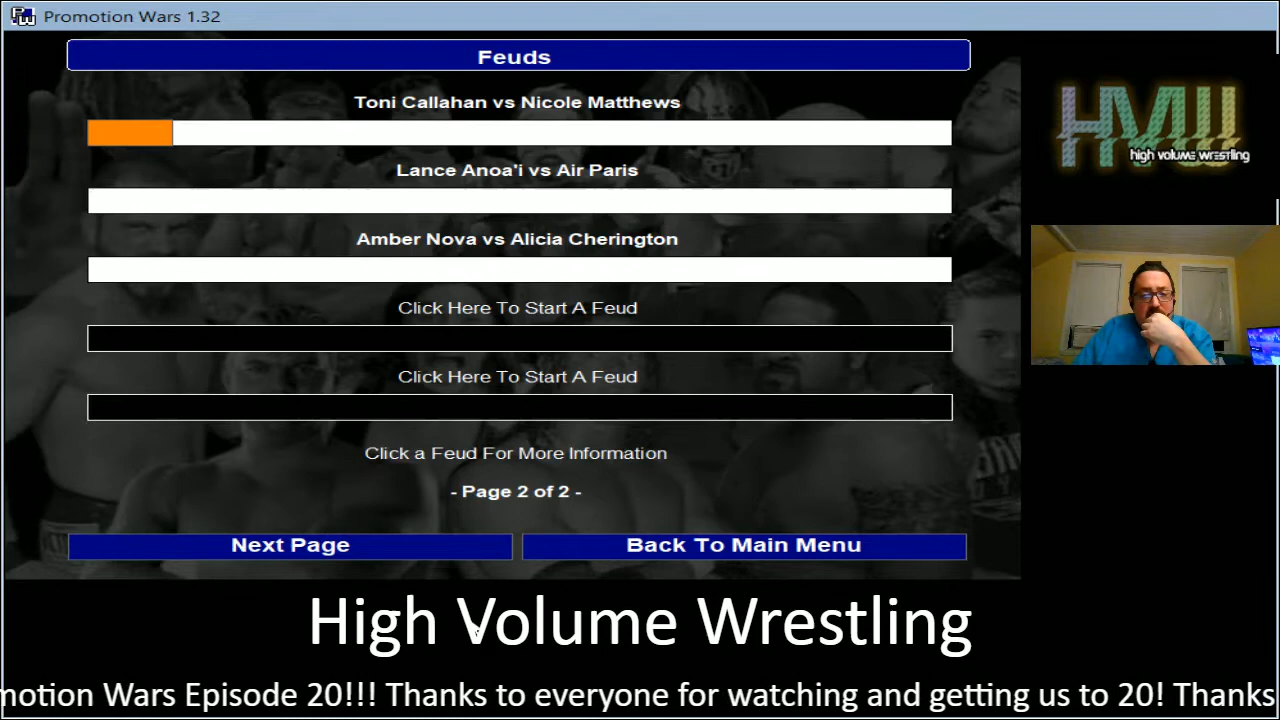 Promotion Wars 1.32
Feuds
Toni Callahan vs Nicole Matthews
Lance Anoa'i vs Air Paris
Amber Nova vs Alicia Cherington
Click Here To Start A Feud
Click Here To Start A Feud
Click a Feud For More Information
- Page 2 of 2 -
Next Page
Back To Main Menu
HVW
high volume wrestling
High Volume Wrestling
motion Wars Episode 20!!! Thanks to everyone for watching and getting us to 20! Thanks